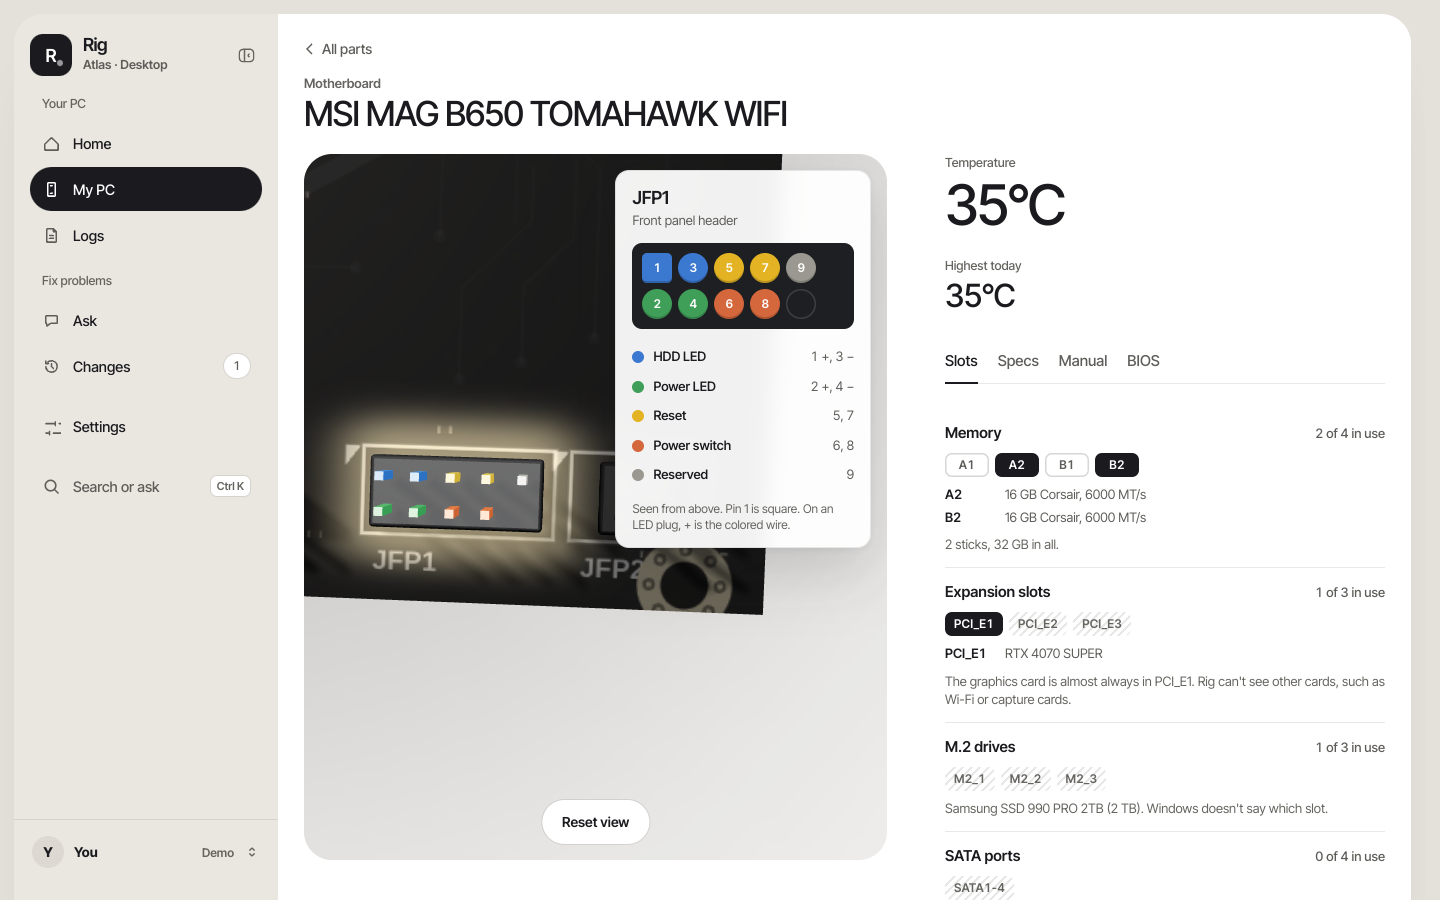 R
Rig
Atlas · Desktop
Your PC
Home
My PC
Logs
Fix problems
Ask
Changes
1
Settings
Search or ask
Ctrl K
Y
You
Demo
All parts
Motherboard
MSI MAG B650 TOMAHAWK WIFI
JFP1
Front panel header
1 3 5 7 9
2 4 6 8
HDD LED 1 +, 3 −
Power LED 2 +, 4 −
Reset 5, 7
Power switch 6, 8
Reserved 9
Seen from above. Pin 1 is square. On an
LED plug, + is the colored wire.
JFP1
JFP2
Reset view
Temperature
35°C
Highest today
35°C
Slots Specs Manual BIOS
Memory 2 of 4 in use
A1 A2 B1 B2
A2 16 GB Corsair, 6000 MT/s
B2 16 GB Corsair, 6000 MT/s
2 sticks, 32 GB in all.
Expansion slots 1 of 3 in use
PCI_E1 PCI_E2 PCI_E3
PCI_E1 RTX 4070 SUPER
The graphics card is almost always in PCI_E1. Rig can't see other cards, such as
Wi-Fi or capture cards.
M.2 drives 1 of 3 in use
M2_1 M2_2 M2_3
Samsung SSD 990 PRO 2TB (2 TB). Windows doesn't say which slot.
SATA ports 0 of 4 in use
SATA1-4